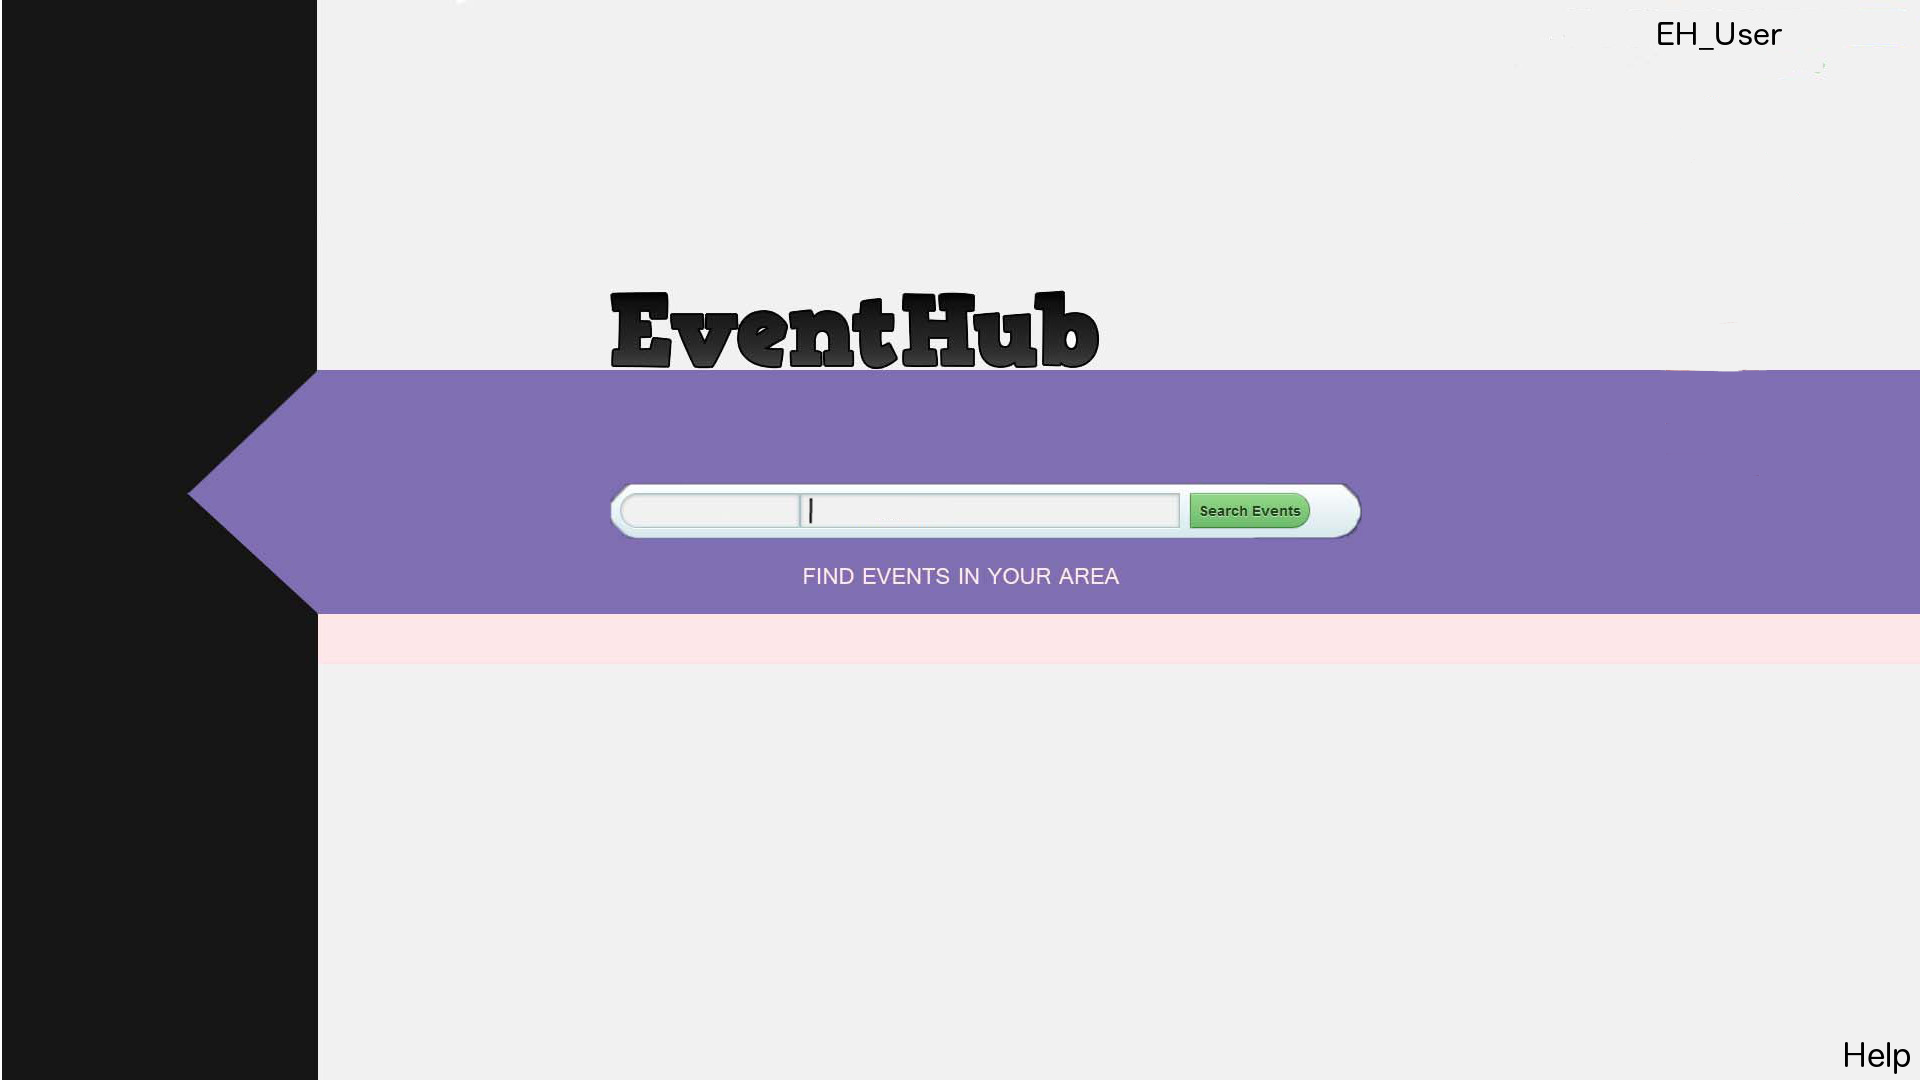 EH_User
EventHub
Search Events
FIND EVENTS IN YOUR AREA
Help